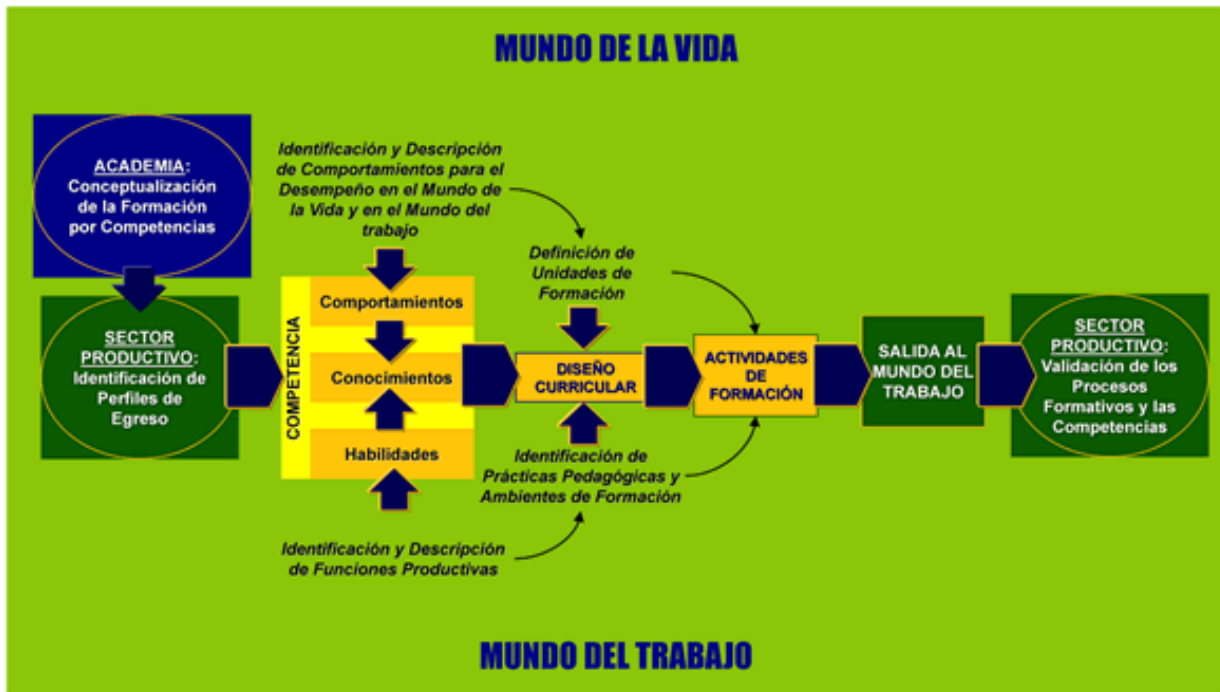 MUNDO DE LA VIDA
ACADEMIA:
Conceptualización
de la Formación
por Competencias
SECTOR
PRODUCTIVO:
Identificación de
Perfiles de
Egreso
Identificación y Descripción
de Comportamientos para el
Desempeño en el Mundo de
la Vida y en el Mundo del
trabajo
COMPETENCIA
Comportamientos
Conocimientos
Habilidades
Identificación y Descripción
de Funciones Productivas
Definición de
Unidades de
Formación
DISEÑO
CURRICULAR
Identificación de
Prácticas Pedagógicas y
Ambientes de Formación
ACTIVIDADES
DE
FORMACIÓN
SALIDA AL
MUNDO DEL
TRABAJO
SECTOR
PRODUCTIVO:
Validación de los
Procesos
Formativos y las
Competencias
MUNDO DEL TRABAJO